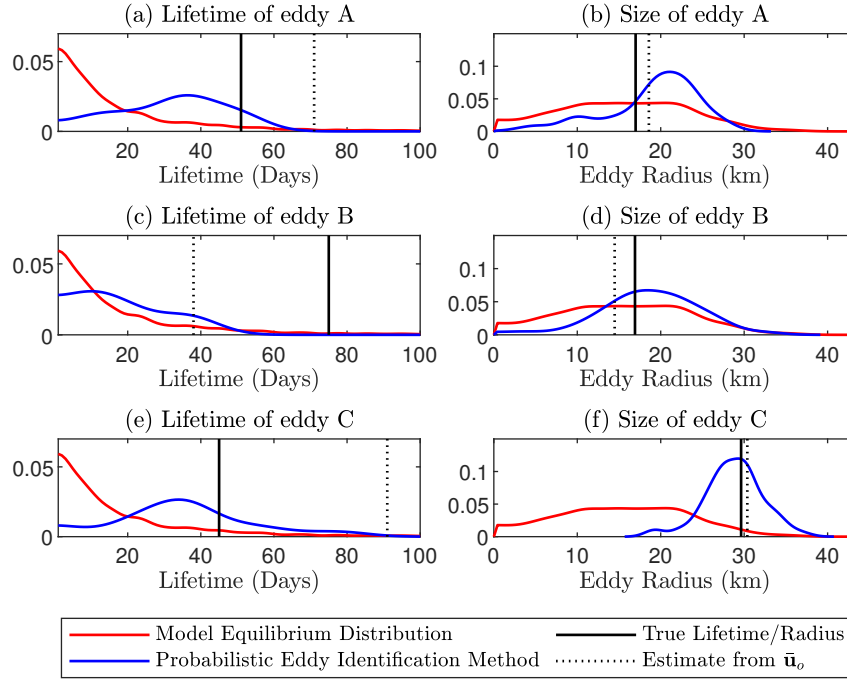 (a) Lifetime of eddy A
0.05
0
20 40 60 80 100
Lifetime (Days)
(b) Size of eddy A
0.1
0.05
0
0 10 20 30 40
Eddy Radius (km)
(c) Lifetime of eddy B
0.05
0
20 40 60 80 100
Lifetime (Days)
(d) Size of eddy B
0.1
0.05
0
0 10 20 30 40
Eddy Radius (km)
(e) Lifetime of eddy C
0.05
0
20 40 60 80 100
Lifetime (Days)
(f) Size of eddy C
0.1
0.05
0
0 10 20 30 40
Eddy Radius (km)
Model Equilibrium Distribution
Probabilistic Eddy Identification Method
True Lifetime/Radius
Estimate from ū₀